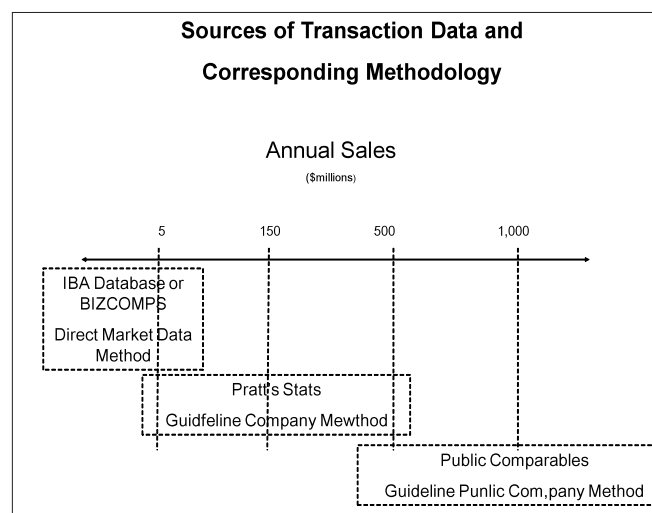 Sources of Transaction Data and
Corresponding Methodology
Annual Sales
($millions)
5 150 500 1,000
IBA Database or
BIZCOMPS
Direct Market Data
Method
Pratt's Stats
Guidfeline Company Mewthod
Public Comparables
Guideline Punlic Com,pany Method